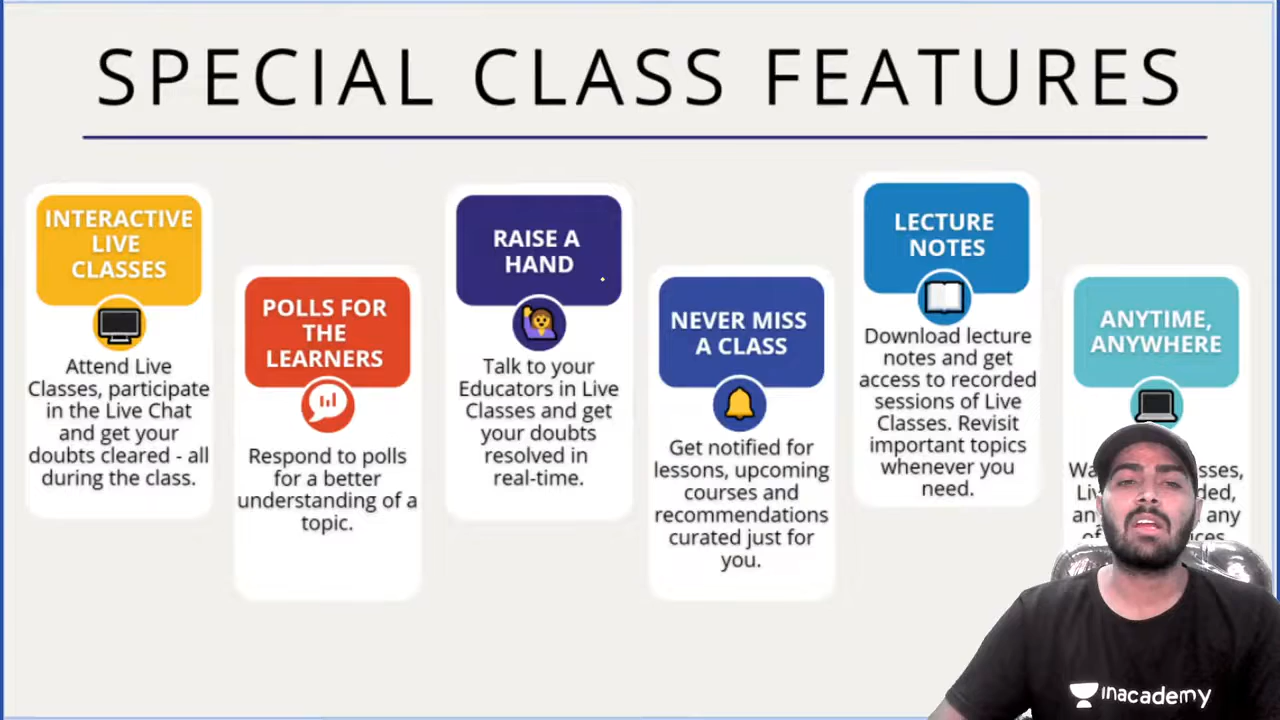 SPECIAL CLASS FEATURES
INTERACTIVE
LIVE
CLASSES
Attend Live
Classes, participate
in the Live Chat
and get your
doubts cleared - all
during the class.
POLLS FOR
THE
LEARNERS
Respond to polls
for a better
understanding of a
topic.
RAISE A
HAND
Talk to your
Educators in Live
Classes and get
your doubts
resolved in
real-time.
NEVER MISS
A CLASS
Get notified for
lessons, upcoming
courses and
recommendations
curated just for
you.
LECTURE
NOTES
Download lecture
notes and get
access to recorded
sessions of Live
Classes. Revisit
important topics
whenever you
need.
ANYTIME,
ANYWHERE
any
of
unacademy